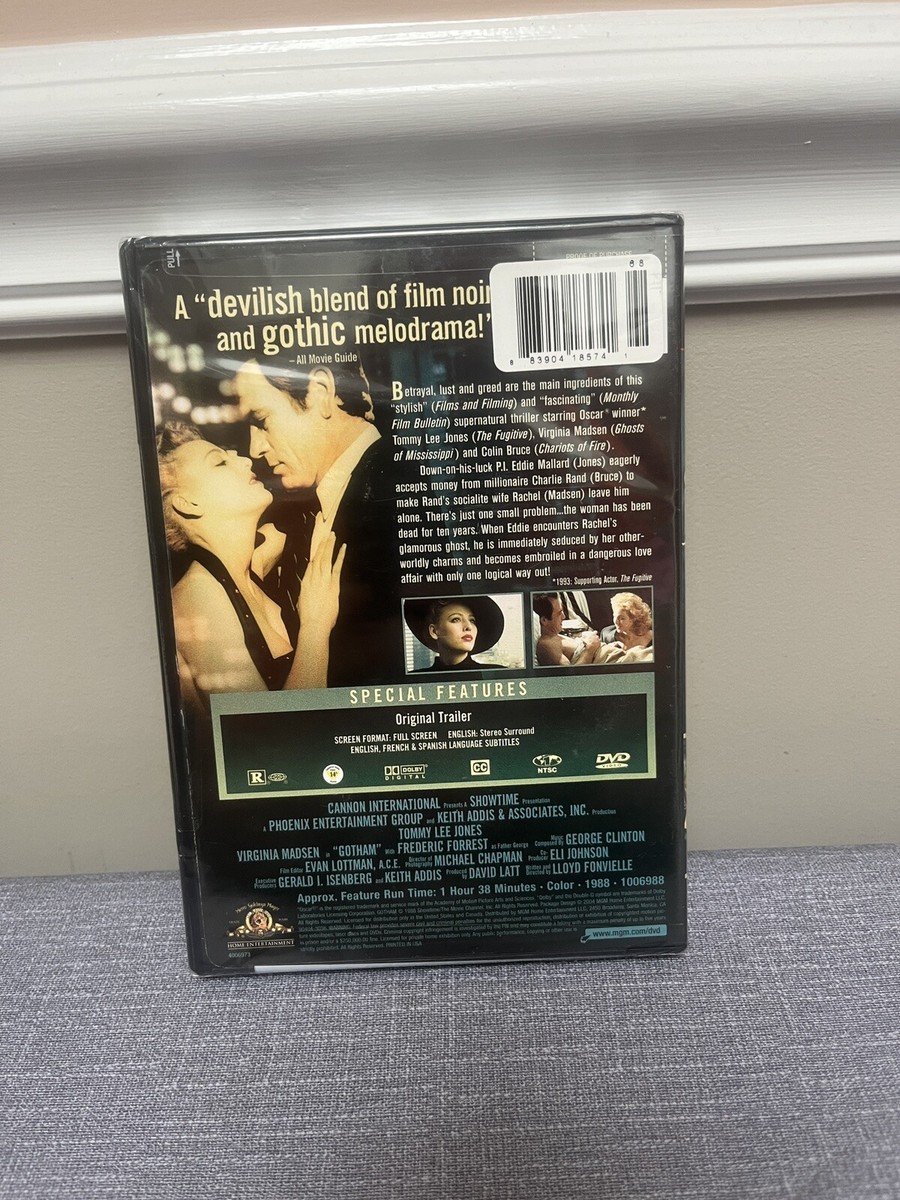 PULL
68
8 83904 18574 1
A “devilish blend of film noir
and gothic melodrama!”
– All Movie Guide
Betrayal, lust and greed are the main ingredients of this
“stylish” (Films and Filming) and “fascinating” (Monthly
Film Bulletin) supernatural thriller starring Oscar® winner*
Tommy Lee Jones (The Fugitive), Virginia Madsen (Ghosts
of Mississippi) and Colin Bruce (Chariots of Fire).
Down-on-his-luck P.I. Eddie Mallard (Jones) eagerly
accepts money from millionaire Charlie Rand (Bruce) to
make Rand's socialite wife Rachel (Madsen) leave him
alone. There's just one small problem...the woman has been
dead for ten years. When Eddie encounters Rachel's
glamorous ghost, he is immediately seduced by her other-
worldly charms and becomes embroiled in a dangerous love
affair with only one logical way out!
*1993: Supporting Actor, The Fugitive
SPECIAL FEATURES
Original Trailer
SCREEN FORMAT: FULL SCREEN ENGLISH: Stereo Surround
ENGLISH, FRENCH & SPANISH LANGUAGE SUBTITLES
R 14+ DOLBY DIGITAL CC NTSC DVD VIDEO
CANNON INTERNATIONAL Presents A SHOWTIME Presentation
A PHOENIX ENTERTAINMENT GROUP and KEITH ADDIS & ASSOCIATES, INC. Production
TOMMY LEE JONES
VIRGINIA MADSEN in "GOTHAM" With FREDERIC FORREST as Father George Music Composed By GEORGE CLINTON
Film Editor EVAN LOTTMAN, A.C.E. Director of Photography MICHAEL CHAPMAN Co-Producer ELI JOHNSON
Executive Producers GERALD I. ISENBERG and KEITH ADDIS Produced by DAVID LATT Written and Directed by LLOYD FONVIELLE
Approx. Feature Run Time: 1 Hour 38 Minutes · Color · 1988 · 1006988
HOME ENTERTAINMENT
4006973
www.mgm.com/dvd